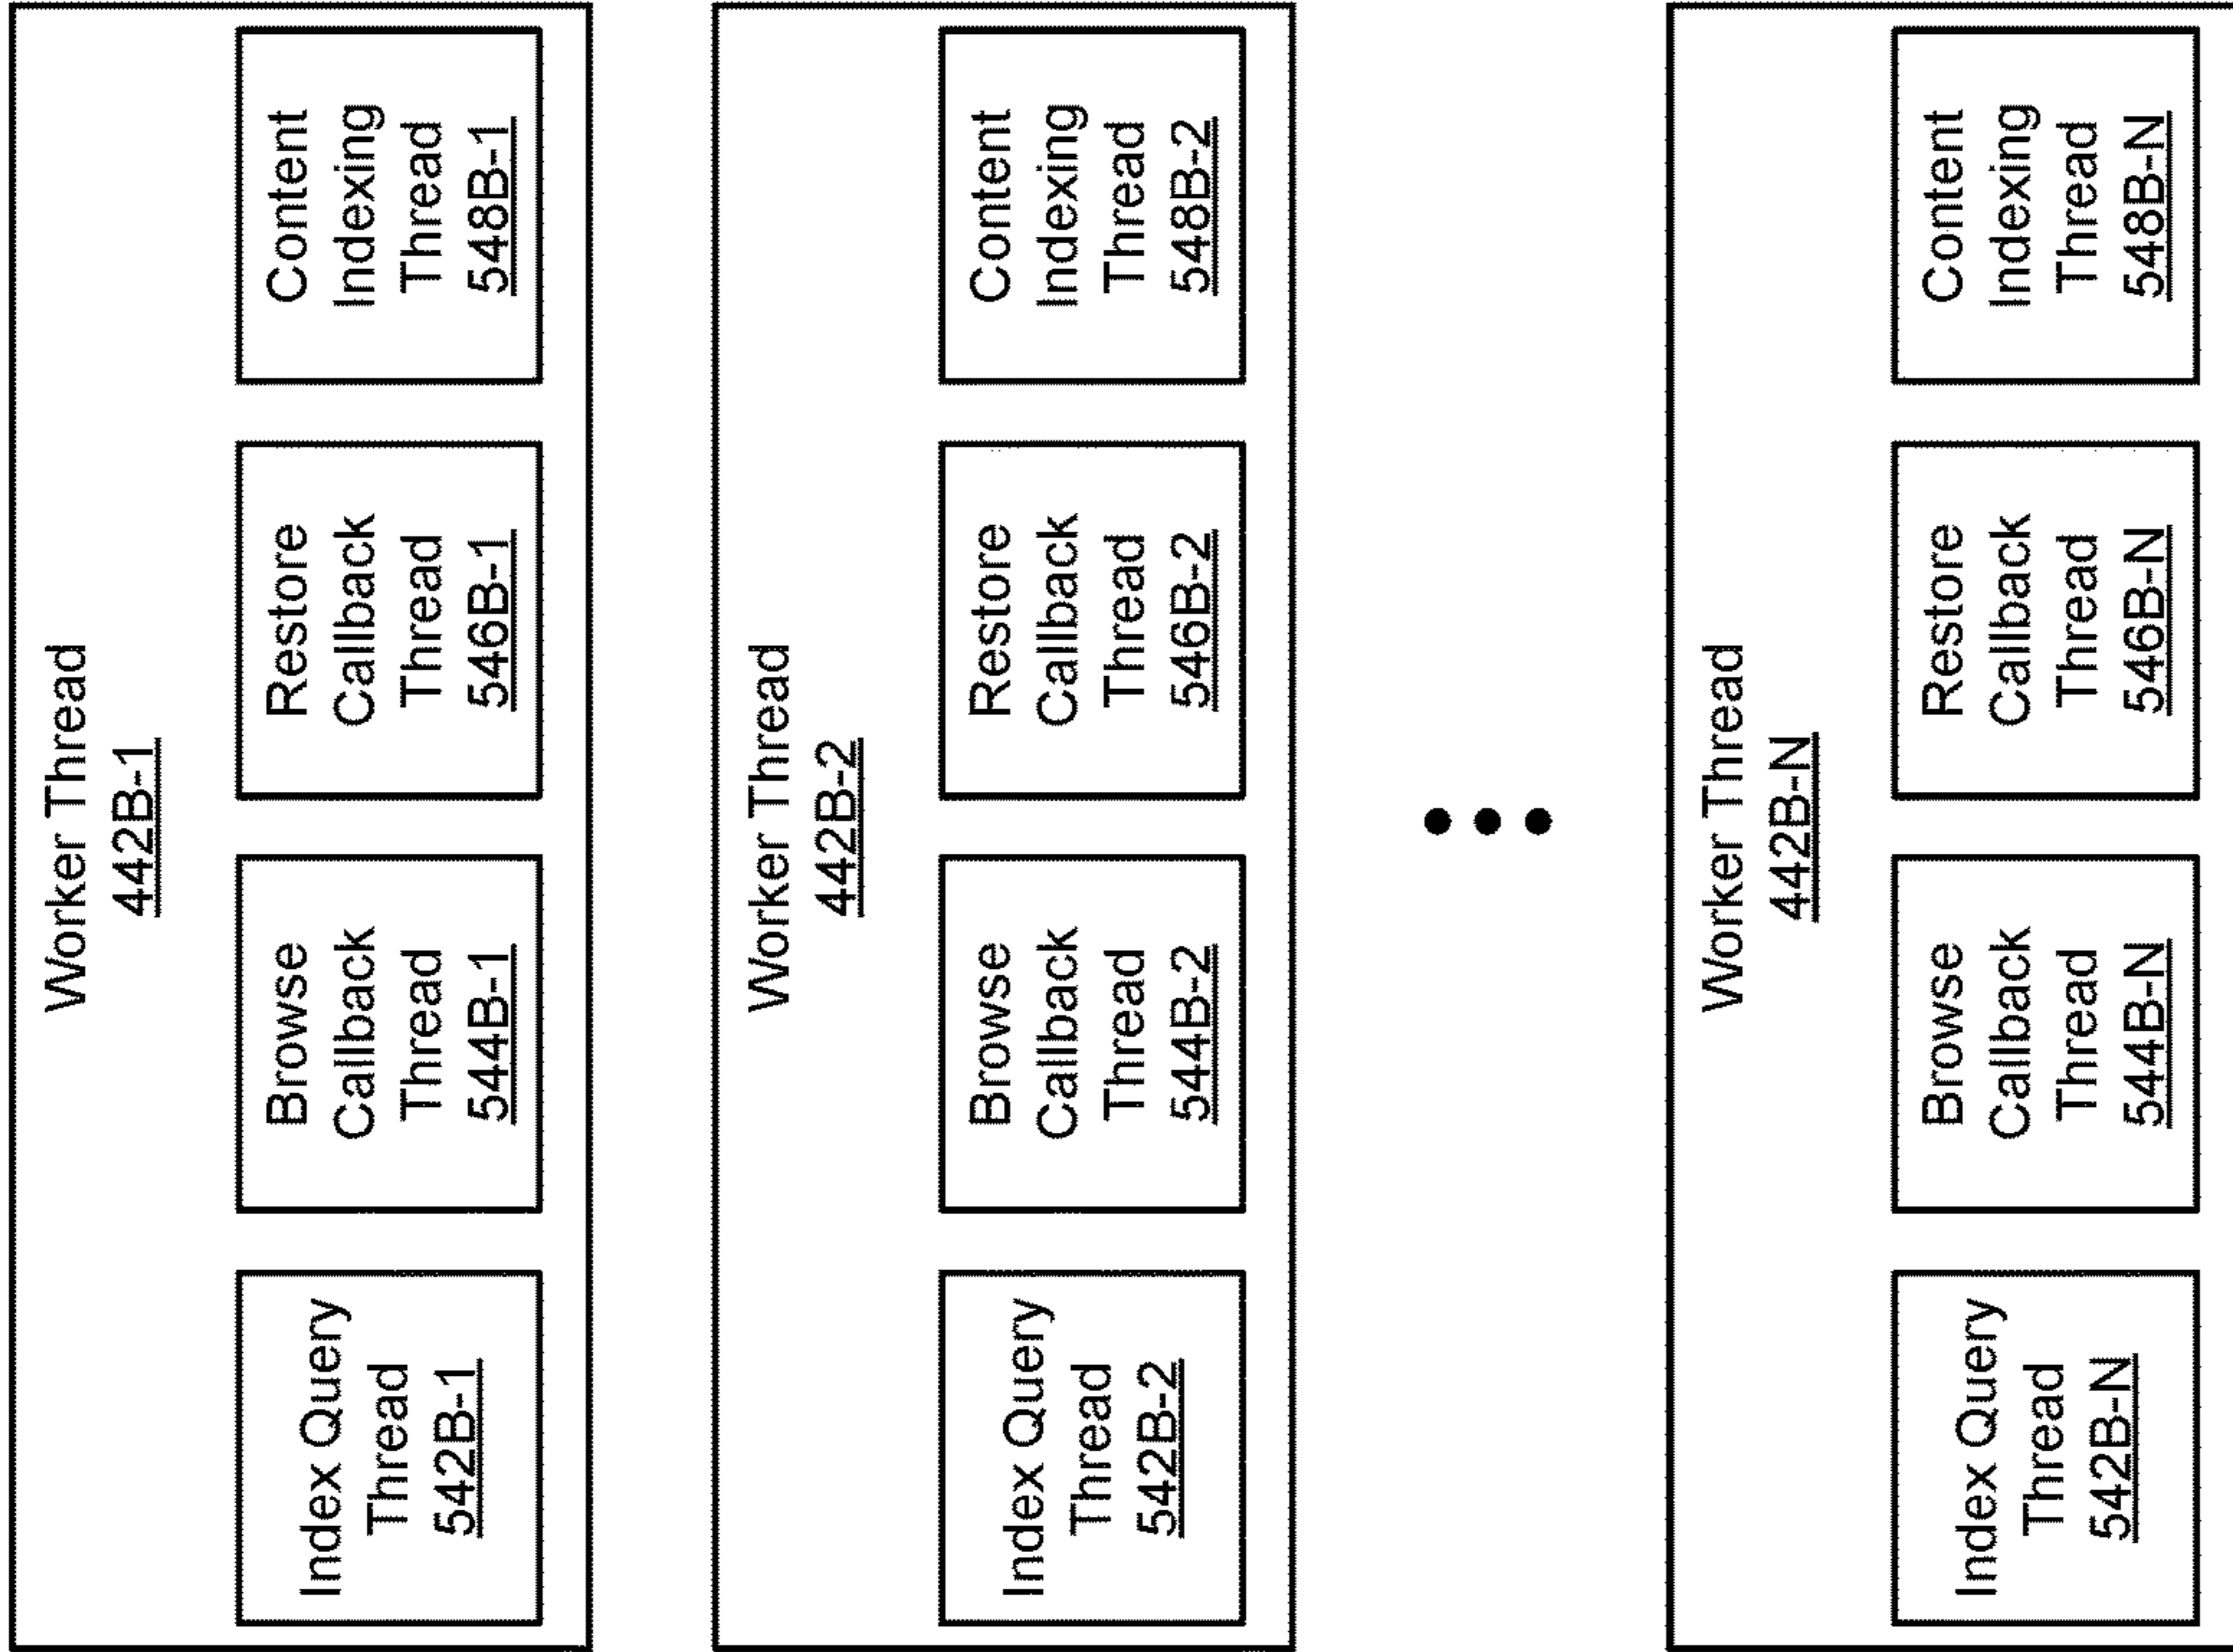 Worker Thread
442B-1
Index Query
Thread
542B-1
Browse
Callback
Thread
544B-1
Restore
Callback
Thread
546B-1
Content
Indexing
Thread
548B-1
Worker Thread
442B-2
Index Query
Thread
542B-2
Browse
Callback
Thread
544B-2
Restore
Callback
Thread
546B-2
Content
Indexing
Thread
548B-2
Worker Thread
442B-N
Index Query
Thread
542B-N
Browse
Callback
Thread
544B-N
Restore
Callback
Thread
546B-N
Content
Indexing
Thread
548B-N